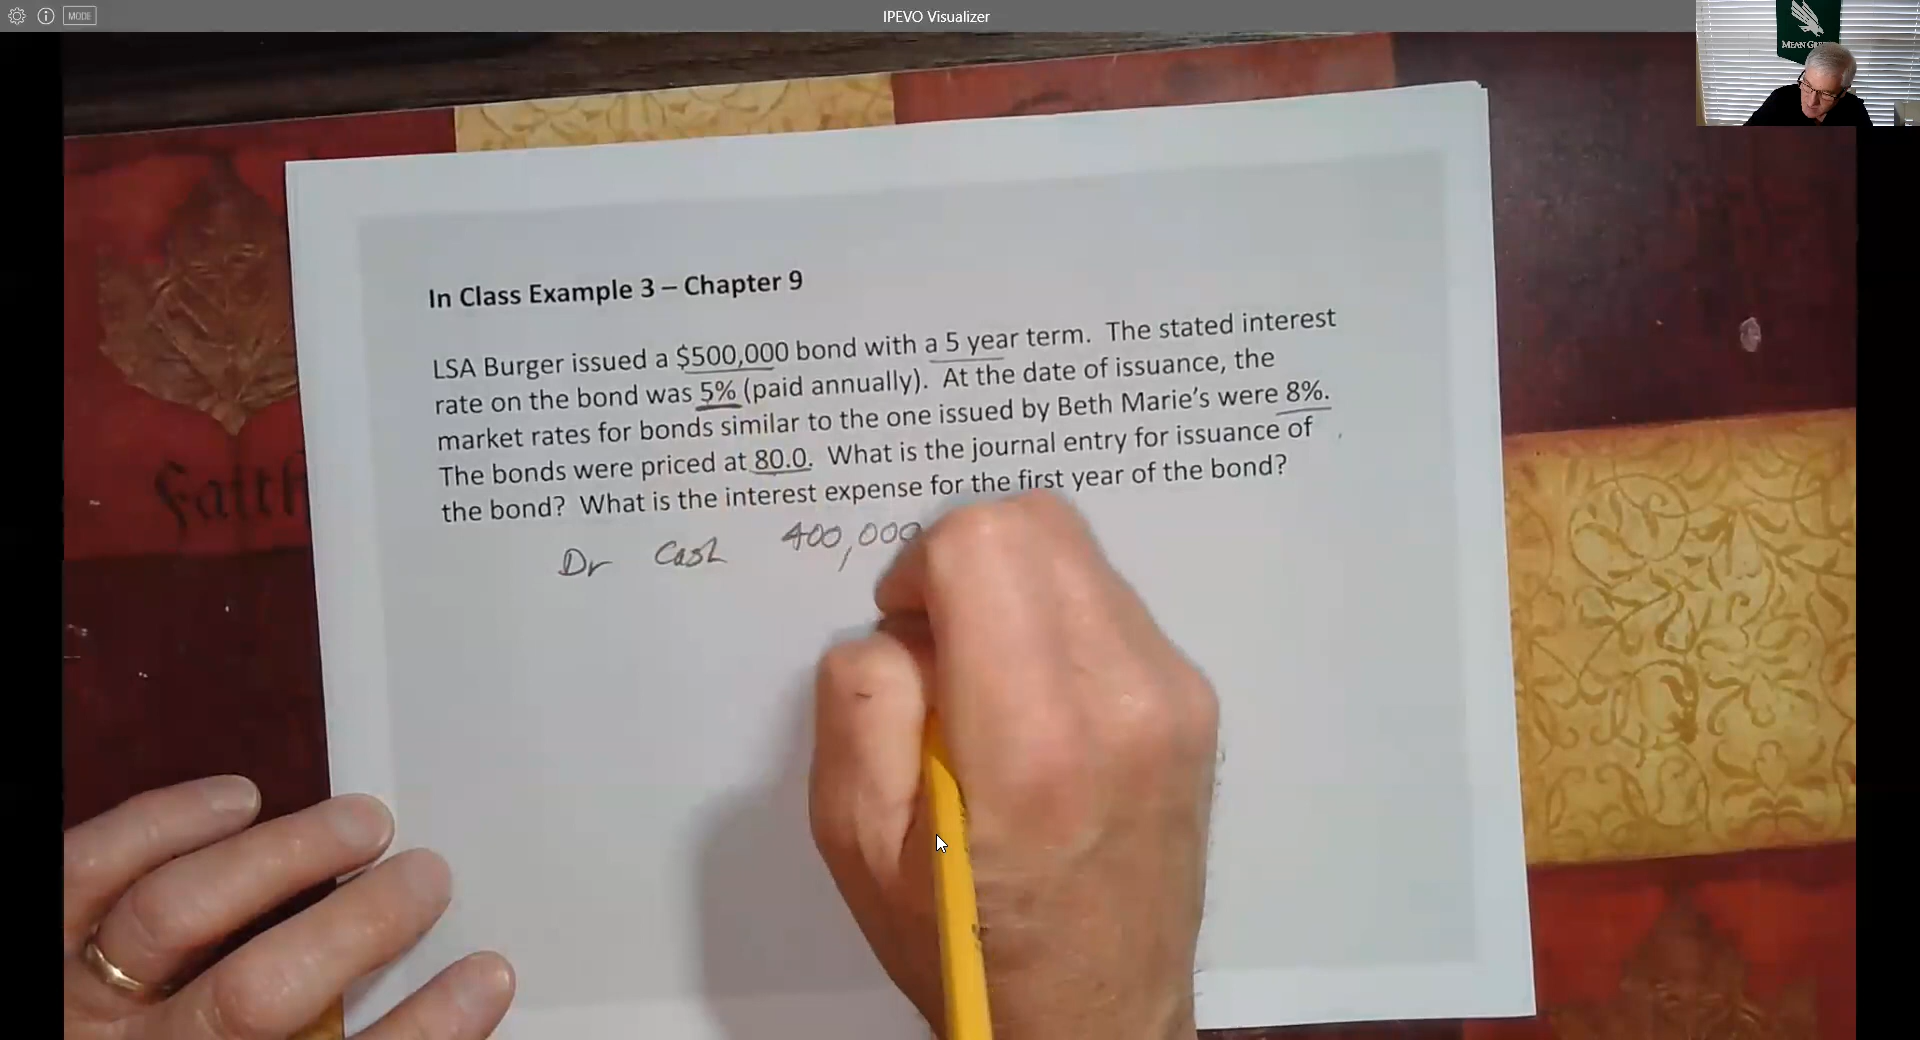 MODE
IPEVO Visualizer
In Class Example 3 – Chapter 9
LSA Burger issued a $500,000 bond with a 5 year term. The stated interest
rate on the bond was 5% (paid annually). At the date of issuance, the
market rates for bonds similar to the one issued by Beth Marie's were 8%.
The bonds were priced at 80.0. What is the journal entry for issuance of
the bond? What is the interest expense for the first year of the bond?
Dr Cash 400,000
Faith
MEAN